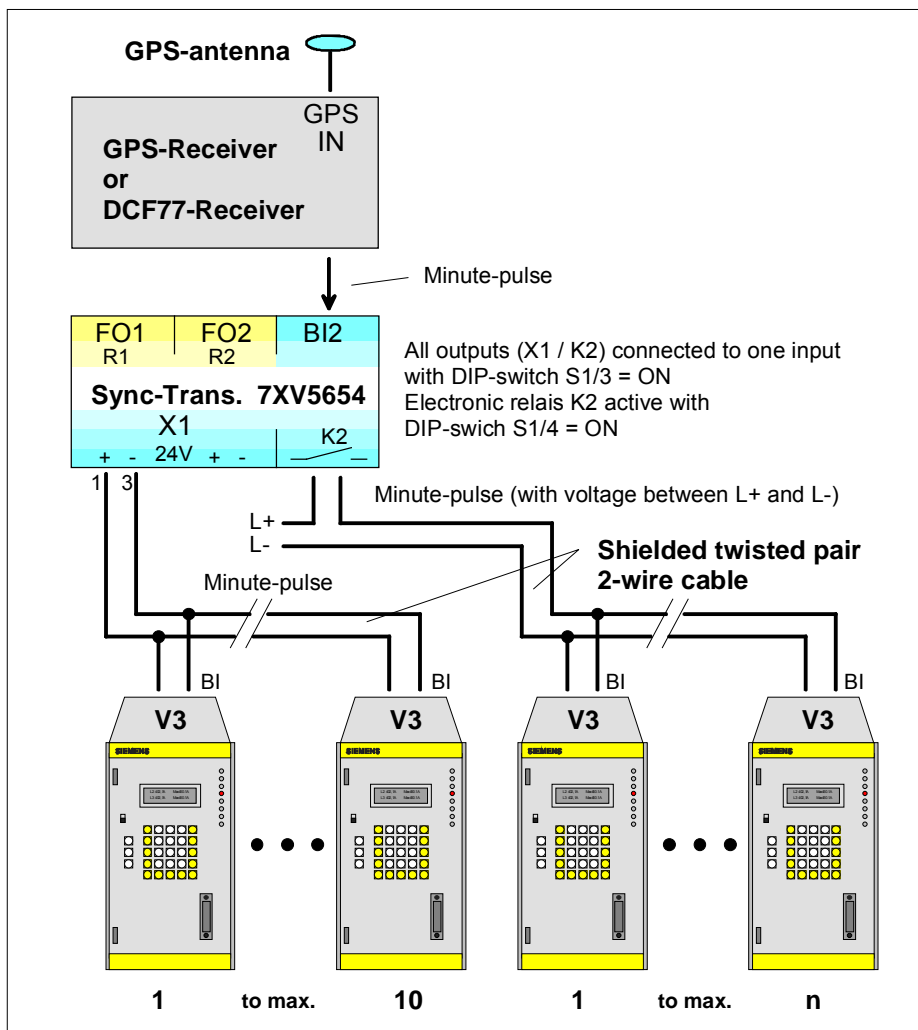 GPS-antenna
GPS
IN
GPS-Receiver
or
DCF77-Receiver
Minute-pulse
FO1 FO2 BI2
R1 R2
Sync-Trans. 7XV5654
X1
K2
+ - 24V + -
1 3
All outputs (X1 / K2) connected to one input
with DIP-switch S1/3 = ON
Electronic relais K2 active with
DIP-swich S1/4 = ON
Minute-pulse (with voltage between L+ and L-)
L+
L-
Shielded twisted pair
2-wire cable
Minute-pulse
BI BI BI BI
V3 V3 V3 V3
SIEMENS SIEMENS SIEMENS SIEMENS
1 to max. 10 1 to max. n